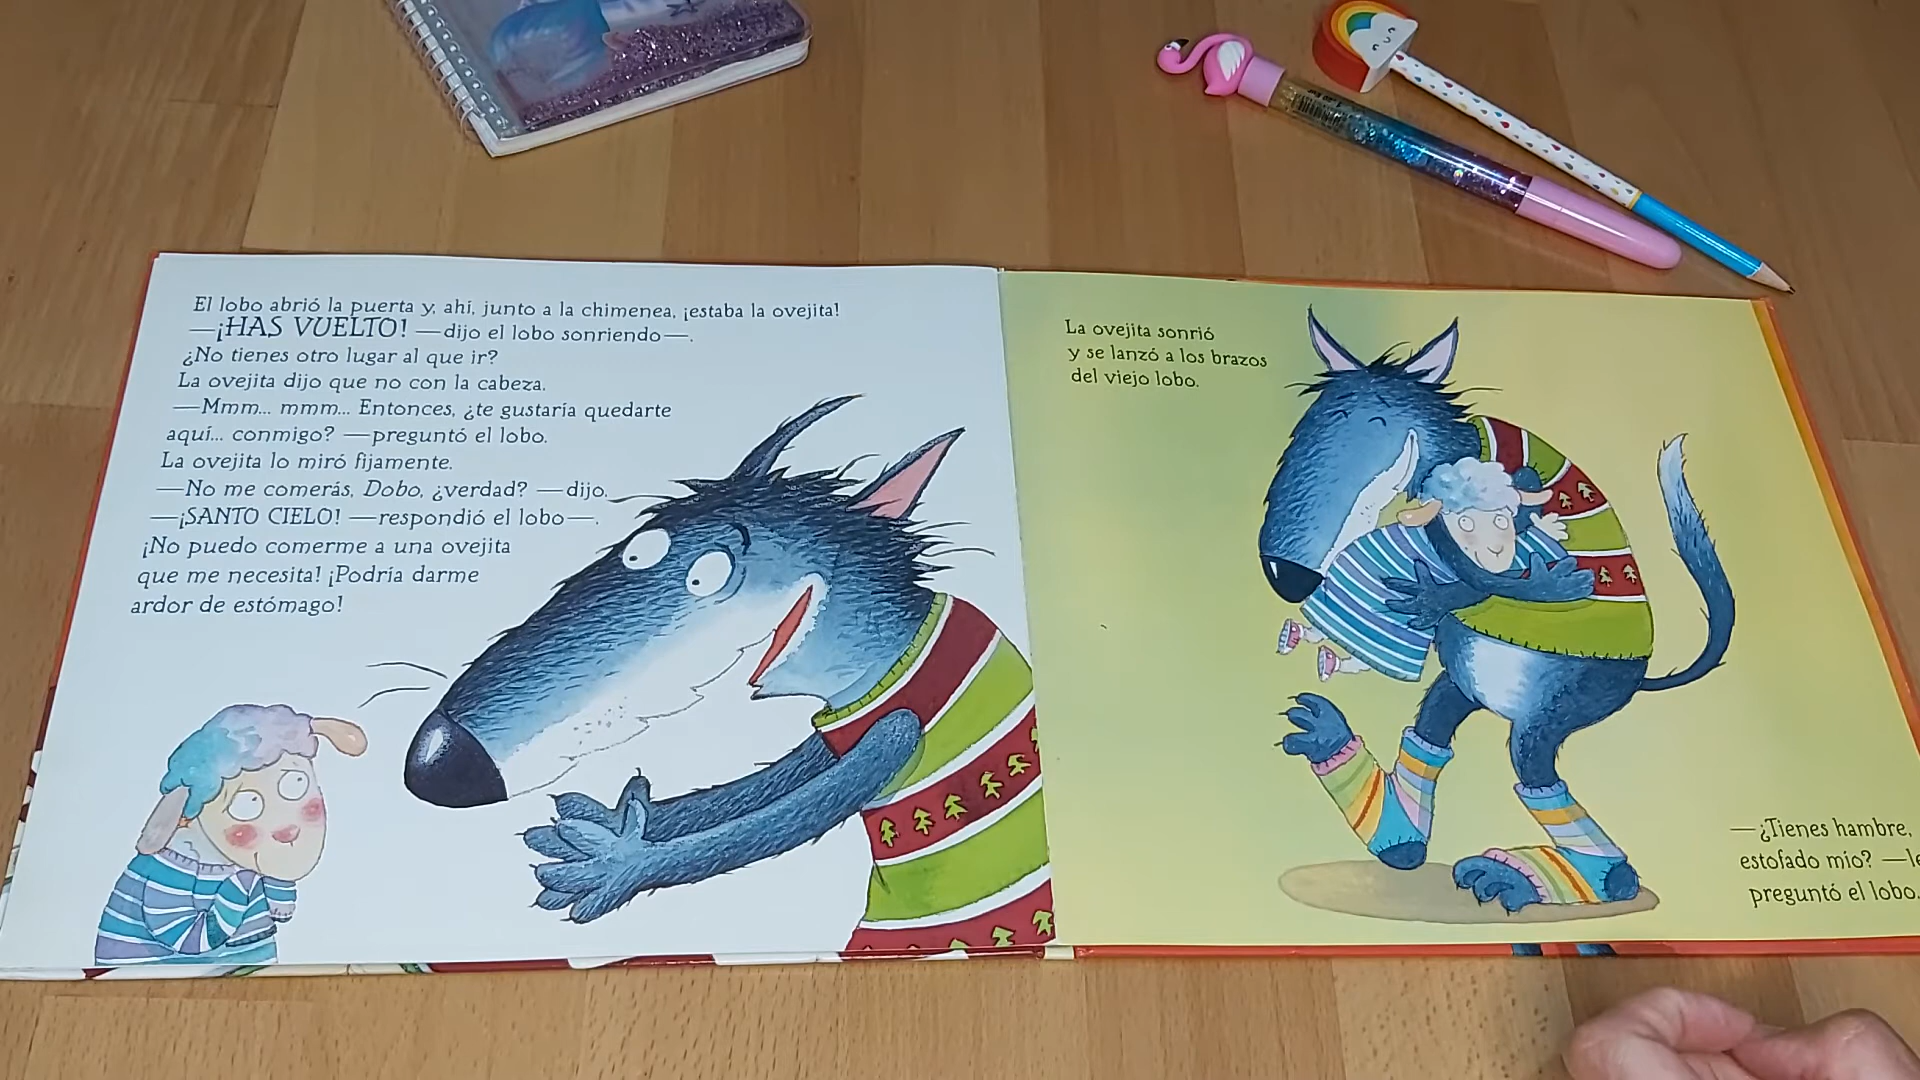 El lobo abrió la puerta y, ahí, junto a la chimenea, ¡estaba la ovejita!
—¡HAS VUELTO! —dijo el lobo sonriendo—.
¿No tienes otro lugar al que ir?
La ovejita dijo que no con la cabeza.
—Mmm... mmm... Entonces, ¿te gustaría quedarte
aquí... conmigo? —preguntó el lobo.
La ovejita lo miró fijamente.
—No me comerás, Dobo, ¿verdad? —dijo.
—¡SANTO CIELO! —respondió el lobo—.
¡No puedo comerme a una ovejita
que me necesita! ¡Podría darme
ardor de estómago!
La ovejita sonrió
y se lanzó a los brazos
del viejo lobo.
—¿Tienes hambre,
estofado mío? —le
preguntó el lobo.